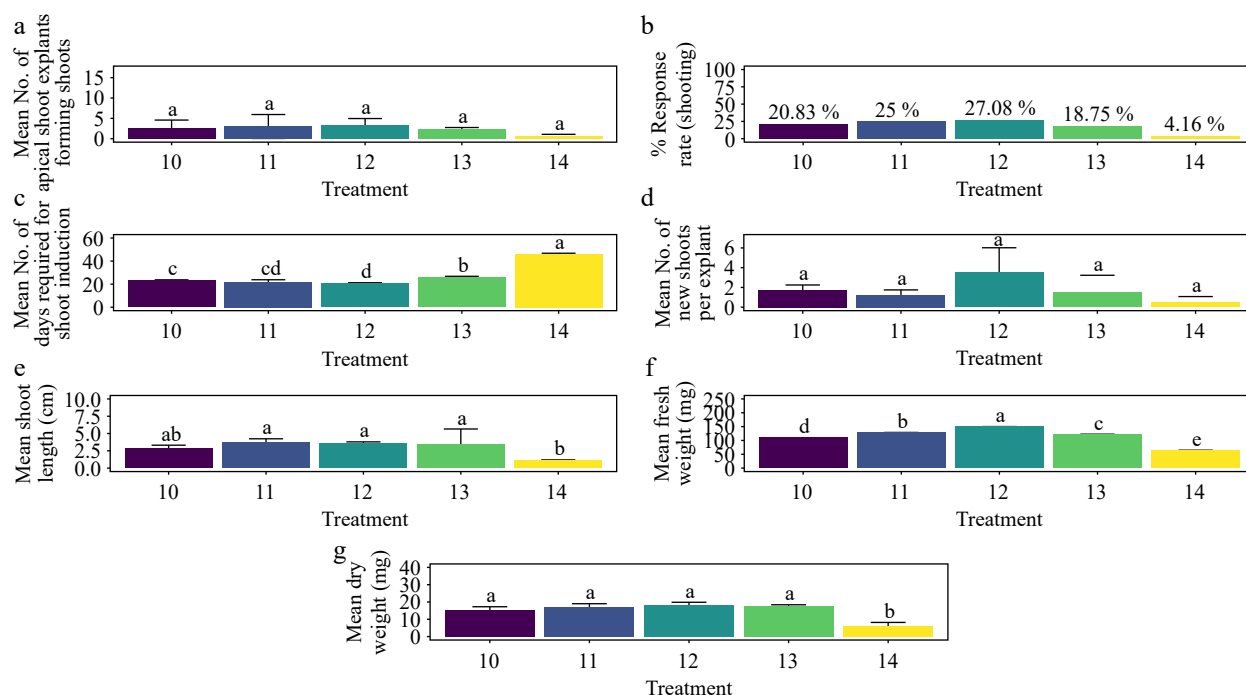 a
Mean No. of
apical shoot explants
forming shoots
15
10
5
0
a
a
a
a
a
10
11
12
13
14
Treatment
b
% Response
rate (shooting)
100
75
50
25
0
20.83 %
25 %
27.08 %
18.75 %
4.16 %
10
11
12
13
14
Treatment
c
Mean No. of
days required for
shoot induction
60
40
20
0
c
cd
d
b
a
10
11
12
13
14
Treatment
d
Mean No. of
new shoots
per explant
6
4
2
0
a
a
a
a
a
10
11
12
13
14
Treatment
e
Mean shoot
length (cm)
10.0
7.5
5.0
2.5
0.0
ab
a
a
a
b
10
11
12
13
14
Treatment
f
Mean fresh
weight (mg)
250
200
150
100
50
0
d
b
a
c
e
10
11
12
13
14
Treatment
g
Mean dry
weight (mg)
40
30
20
10
0
a
a
a
a
b
10
11
12
13
14
Treatment